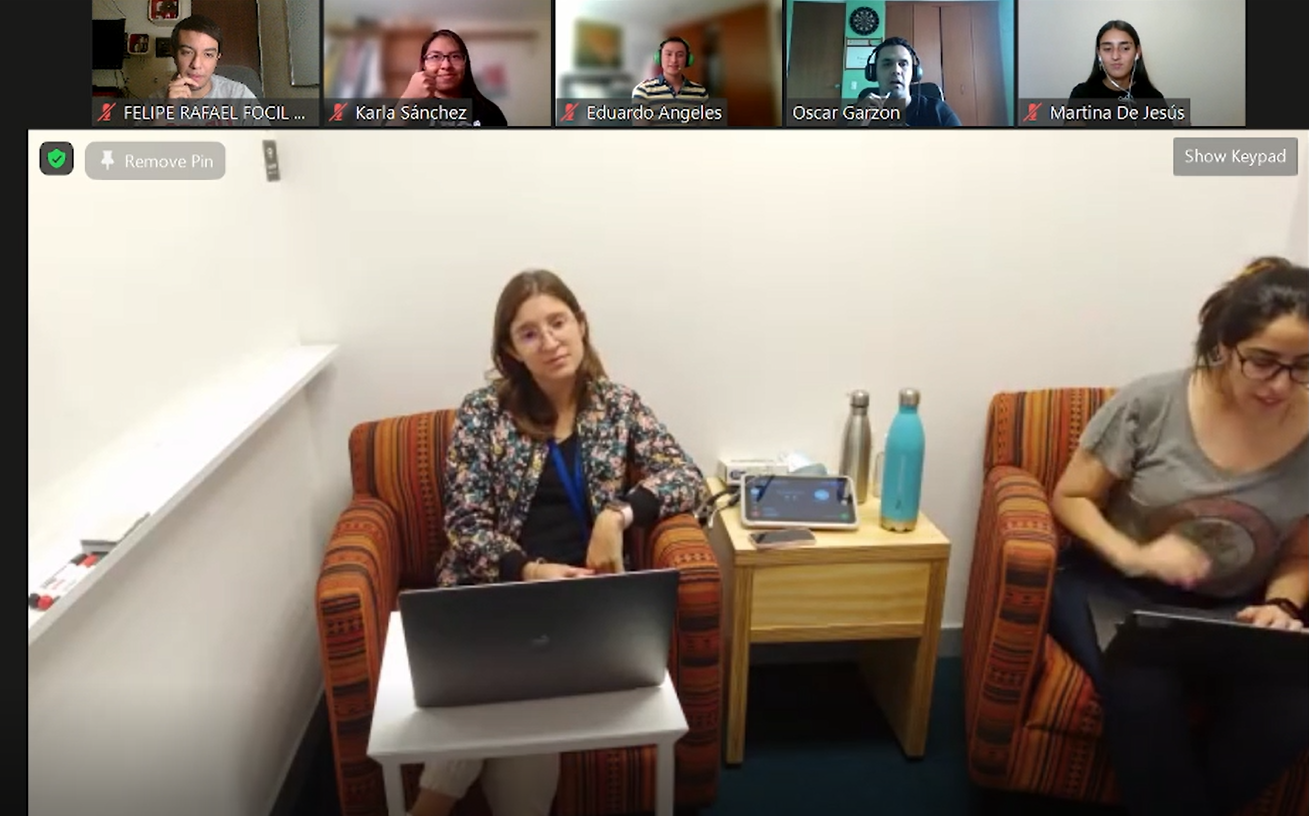 FELIPE RAFAEL FOCIL ...
Karla Sánchez
Eduardo Angeles
Oscar Garzon
Martina De Jesús
Remove Pin
Show Keypad